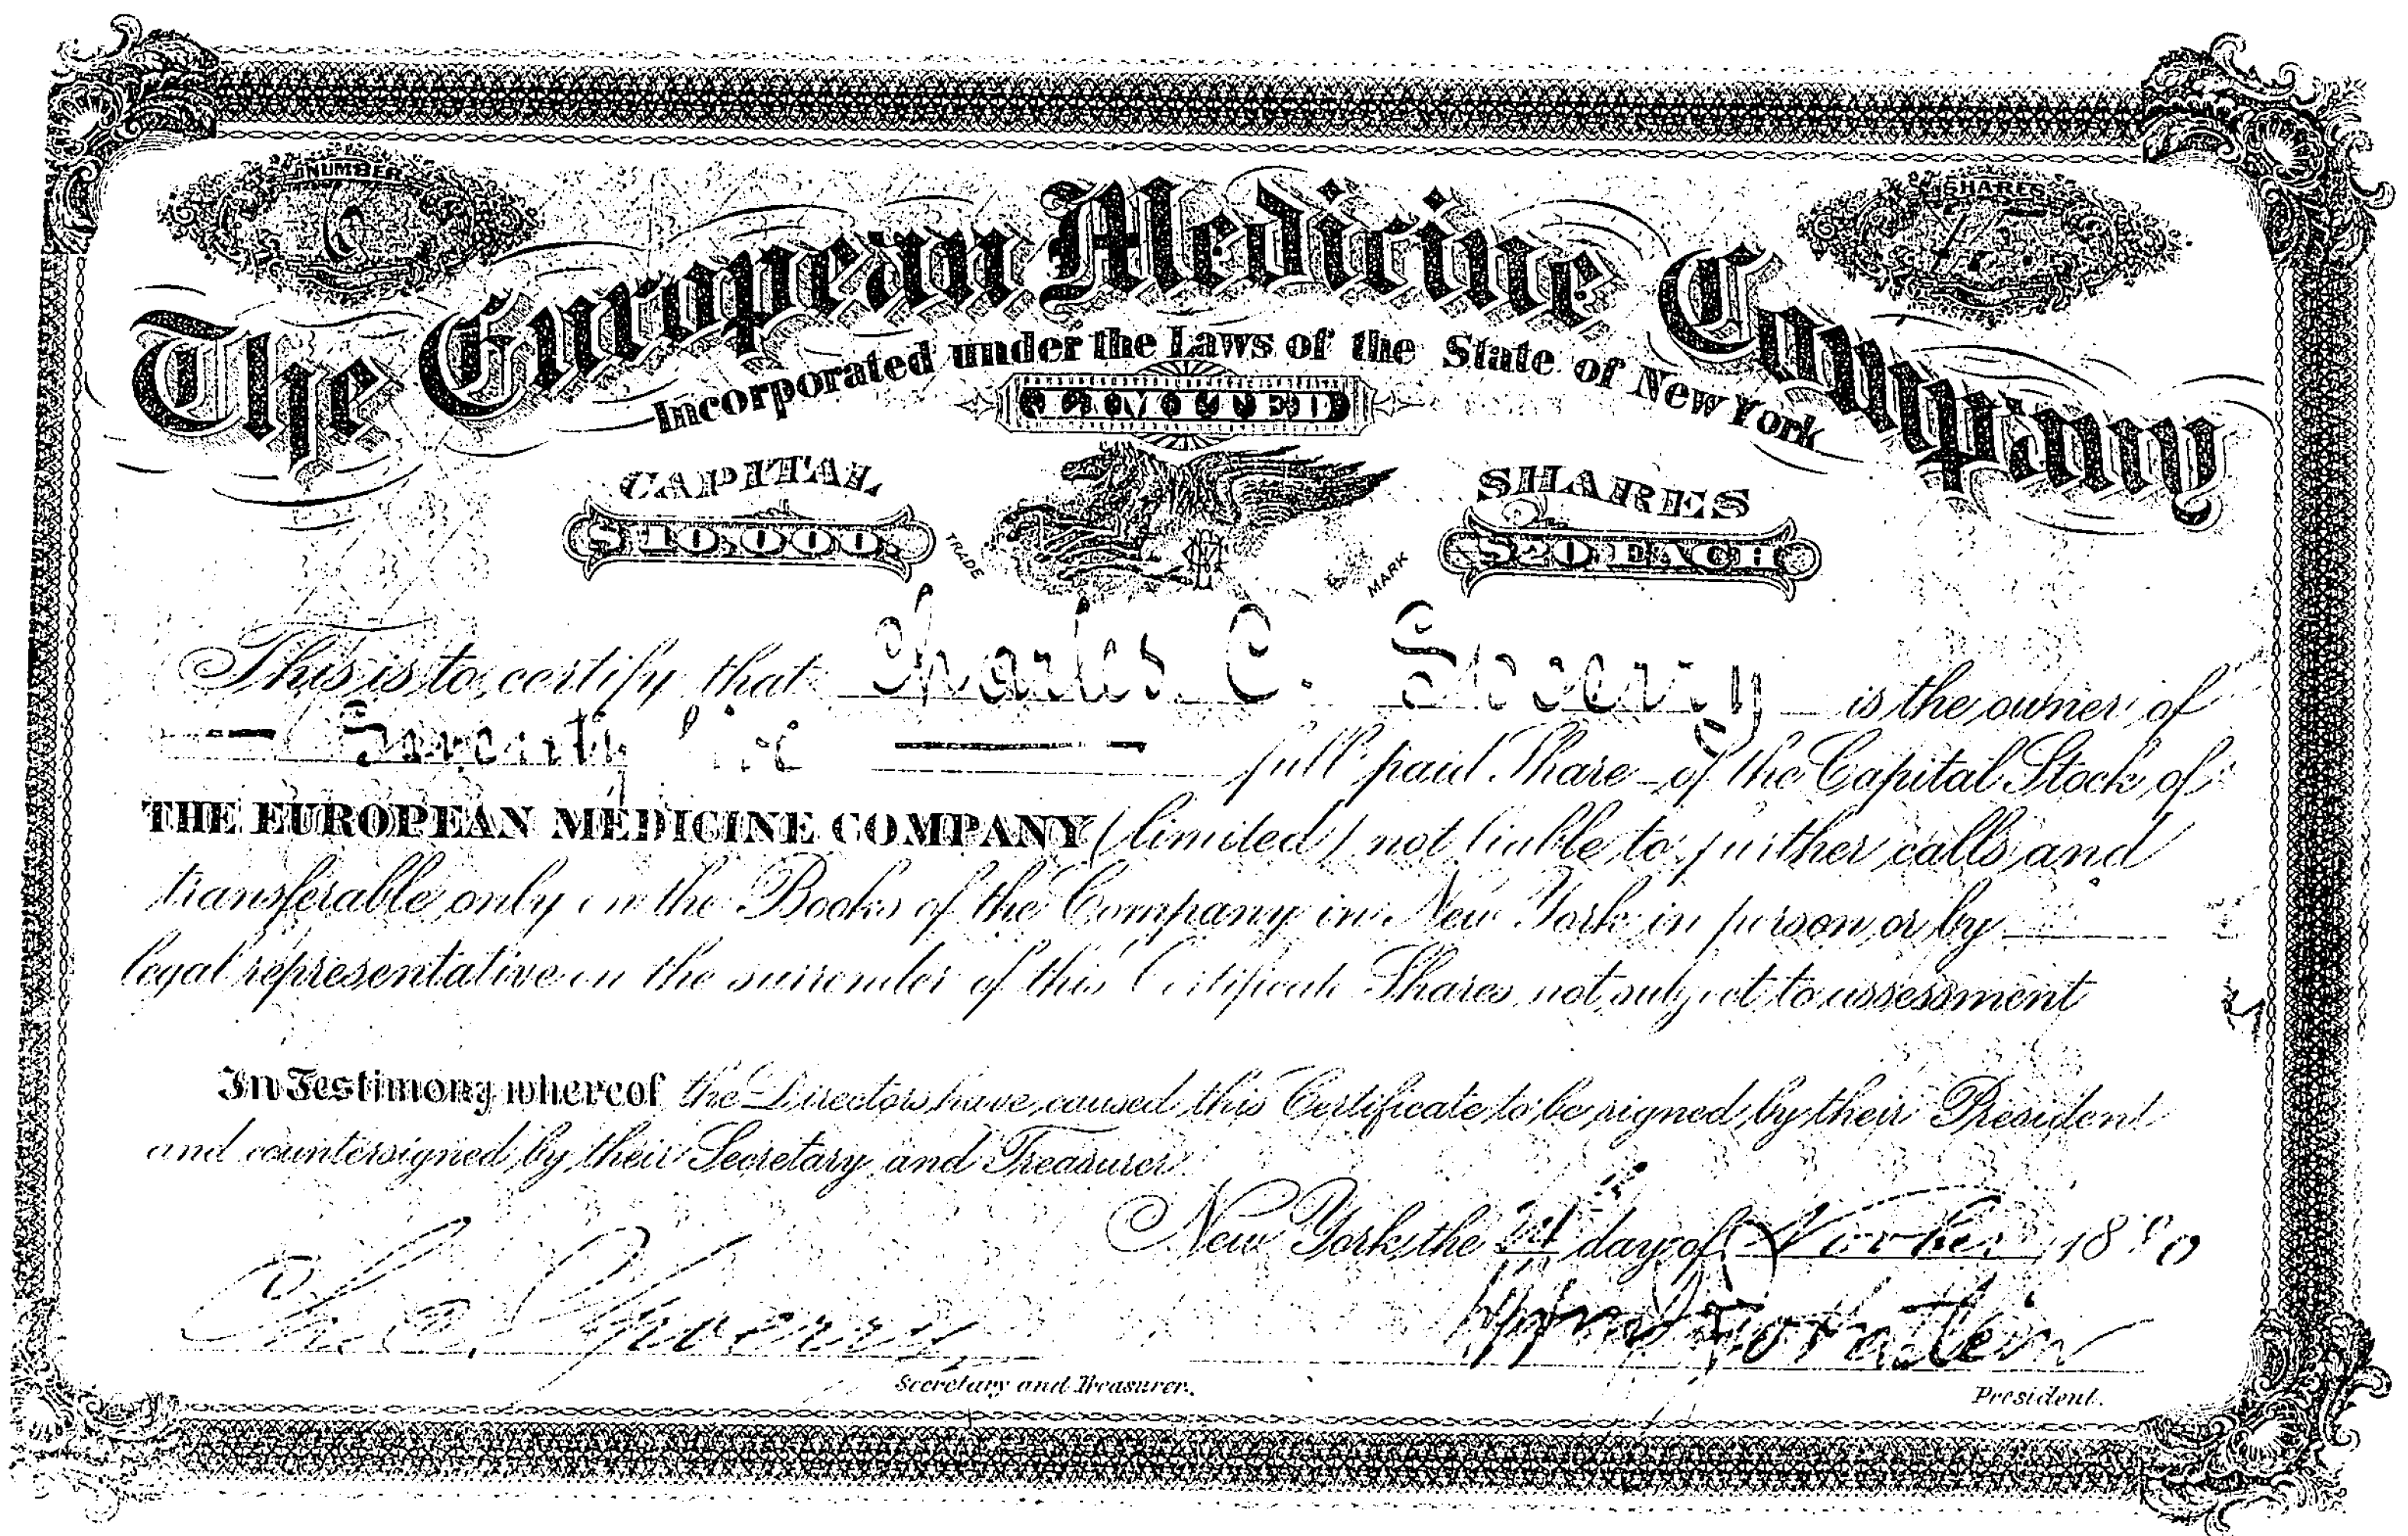 NUMBER
6
SHARES
The European Medicine Company
Incorporated under the Laws of the State of New York
LIMITED
CAPITAL
$10,000.
TRADE MARK
SHARES
$20 EACH
This is to certify that Charles C. is the owner of
Seventy full paid Share of the Capital Stock of
THE EUROPEAN MEDICINE COMPANY (limited) not liable to further calls and
transferable only on the Books of the Company in New York in person or by
legal representative on the surrender of this Certificate Shares not subject to assessment
In Testimony whereof the Directors have caused this Certificate to be signed by their President
and countersigned by their Secretary and Treasurer.
New York, the day of 18
Secretary and Treasurer.
President.